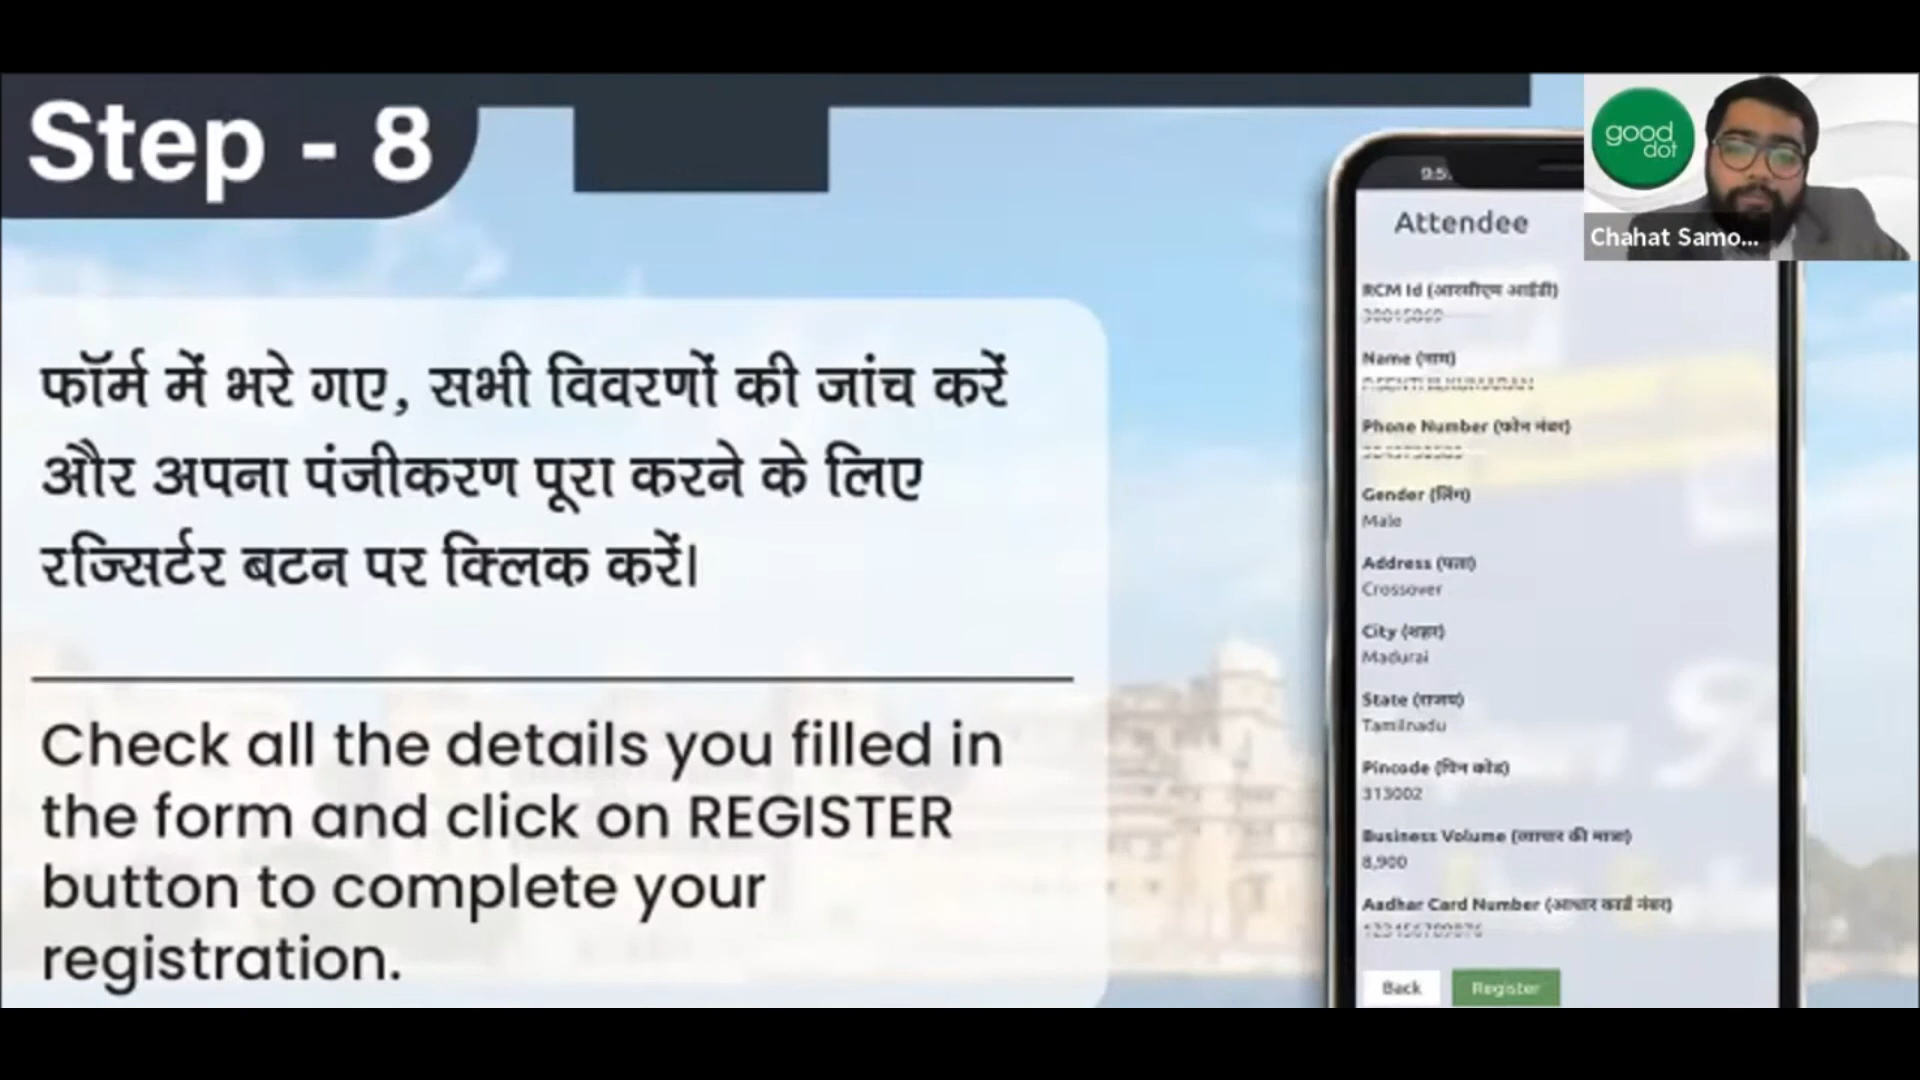 Step - 8
फॉर्म में भरे गए, सभी विवरणों की जांच करें
और अपना पंजीकरण पूरा करने के लिए
रज्सिर्टर बटन पर क्लिक करें।
Check all the details you filled in
the form and click on REGISTER
button to complete your
registration.
good
dot
Chahat Samo...
Attendee
RCM Id (आरसीएम आईडी)
Name (नाम)
Phone Number (फोन नंबर)
Gender (लिंग)
Male
Address (पता)
Crossover
City (शहर)
Madurai
State (राज्य)
Tamilnadu
Pincode (पिन कोड)
313002
Business Volume (व्यापार की मात्रा)
8,900
Aadhar Card Number (आधार कार्ड नंबर)
Back
Register